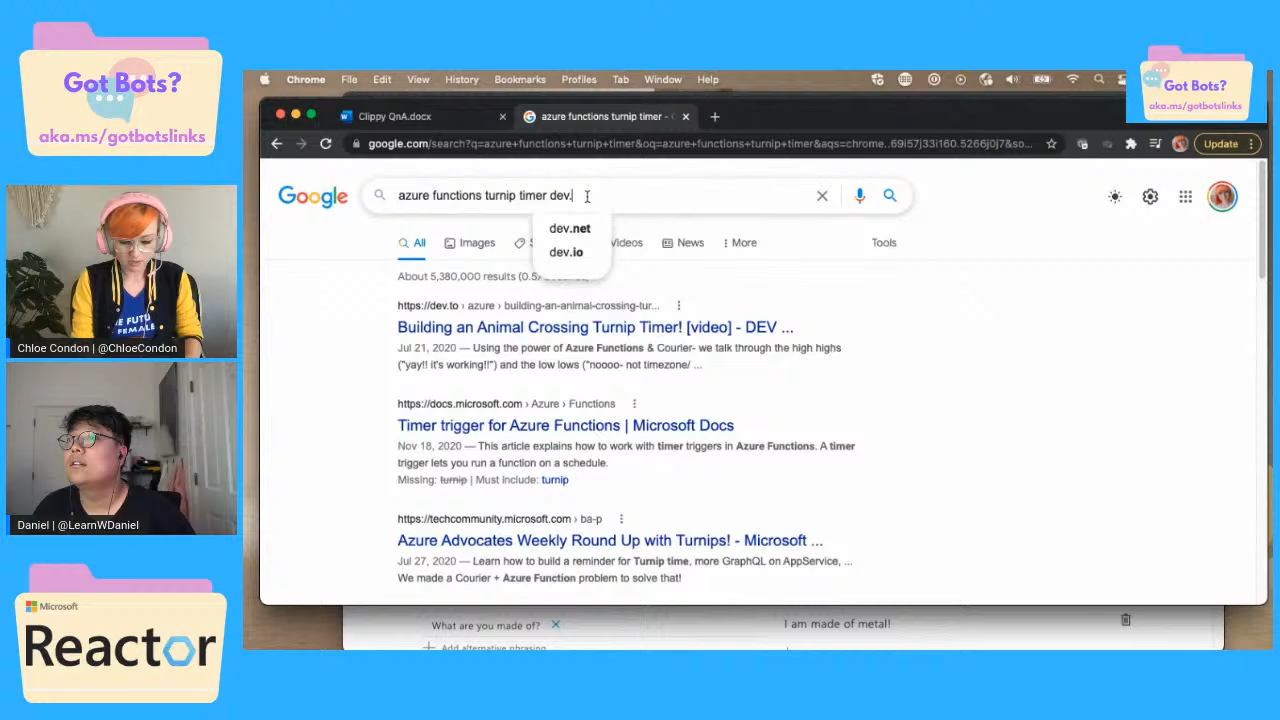 Got Bots?
aka.ms/gotbotslinks
Chrome File Edit View History Bookmarks Profiles Tab Window Help
Got Bots?
aka.ms/gotbotslinks
Clippy QnA.docx
azure functions turnip timer -
google.com/search?q=azure+functions+turnip+timer&oq=azure+functions+turnip+timer&aqs=chrome..69i57j33i160.5266j0j7&so...
Update
Google
azure functions turnip timer dev.
dev.net
dev.io
All Images Videos News More Tools
About 5,380,000 results
https://dev.to › azure › building-an-animal-crossing-tur...
Building an Animal Crossing Turnip Timer! [video] - DEV ...
Jul 21, 2020 — Using the power of Azure Functions & Courier- we talk through the high highs
("yay!! it's working!!") and the low lows ("noooo- not timezone/ ...
https://docs.microsoft.com › Azure › Functions
Timer trigger for Azure Functions | Microsoft Docs
Nov 18, 2020 — This article explains how to work with timer triggers in Azure Functions. A timer
trigger lets you run a function on a schedule.
Missing: turnip | Must include: turnip
https://techcommunity.microsoft.com › ba-p
Azure Advocates Weekly Round Up with Turnips! - Microsoft ...
Jul 27, 2020 — Learn how to build a reminder for Turnip time, more GraphQL on AppService, ...
We made a Courier + Azure Function problem to solve that!
What are you made of?
I am made of metal!
Add alternative phrasing
THE FUTU
FEMALE
Chloe Condon | @ChloeCondon
Daniel | @LearnWDaniel
Microsoft
Reactor